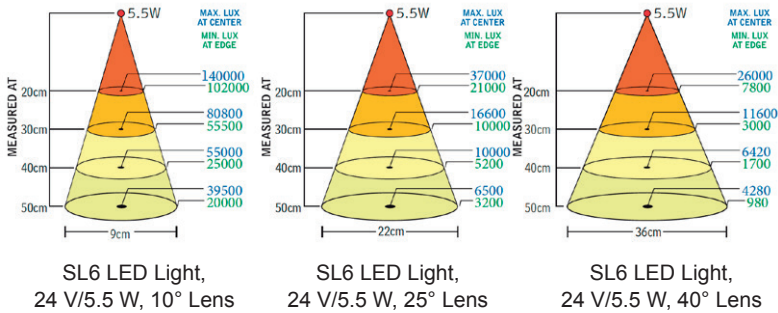 5.5W
MAX. LUX
AT CENTER
MIN. LUX
AT EDGE
MEASURED AT
20cm
140000
102000
30cm
80800
55500
40cm
55000
25000
50cm
39500
20000
9cm
SL6 LED Light,
24 V/5.5 W, 10° Lens
5.5W
MAX. LUX
AT CENTER
MIN. LUX
AT EDGE
MEASURED AT
20cm
37000
21000
30cm
16600
10000
40cm
10000
5200
50cm
6500
3200
22cm
SL6 LED Light,
24 V/5.5 W, 25° Lens
5.5W
MAX. LUX
AT CENTER
MIN. LUX
AT EDGE
MEASURED AT
20cm
26000
7800
30cm
11600
3000
40cm
6420
1700
50cm
4280
980
36cm
SL6 LED Light,
24 V/5.5 W, 40° Lens